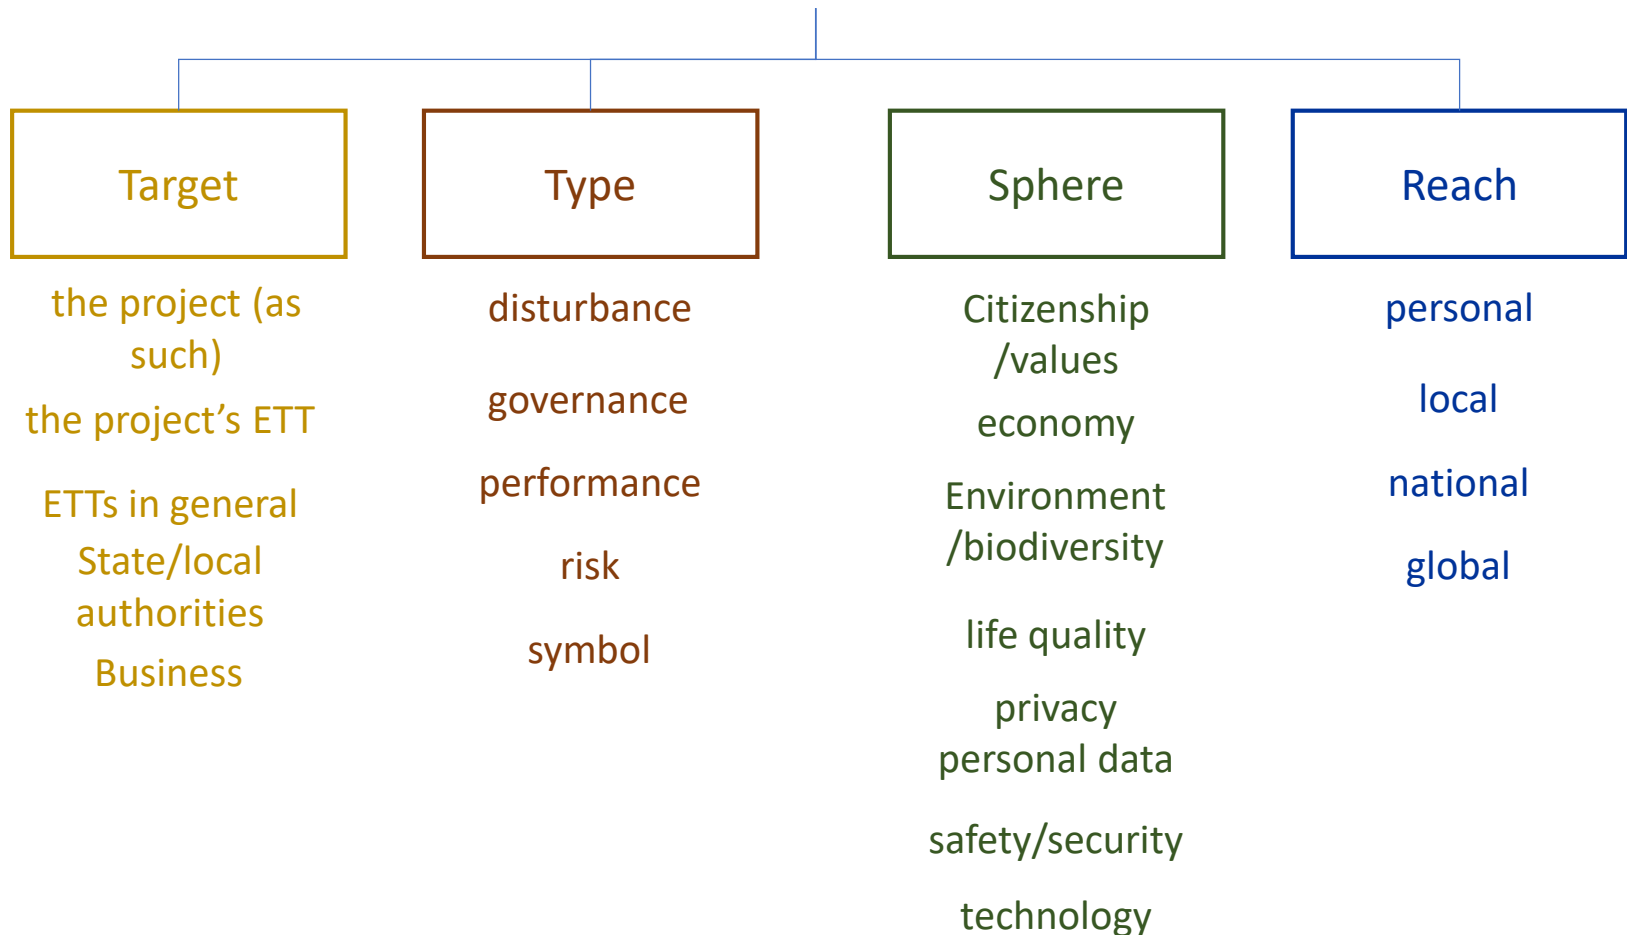 Target
the project (as
such)
the project’s ETT
ETTs in general
State/local
authorities
Business
Type
disturbance
governance
performance
risk
symbol
Sphere
Citizenship
/values
economy
Environment
/biodiversity
life quality
privacy
personal data
safety/security
technology
Reach
personal
local
national
global